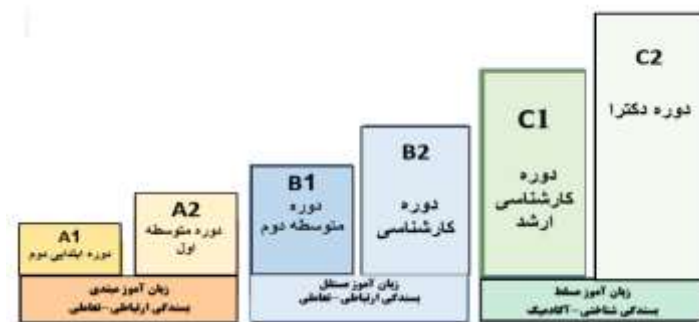 A1
دوره ابتدایی دوم
A2
دوره متوسطه
اول
B1
دوره
متوسطه دوم
B2
دوره
کارشناسی
C1
دوره
کارشناسی
ارشد
C2
دوره دکترا
زبان آموز مبتدی
بسندگی ارتباطی-تعاملی
زبان آموز مستقل
بسندگی ارتباطی-تعاملی
زبان آموز مسلط
بسندگی شناختی-آکادمیک